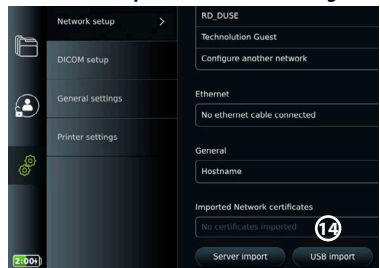 Network setup >
DICOM setup
General settings
Printer settings
RD_DUSE
Technolution Guest
Configure another network
Ethernet
No ethernet cable connected
General
Hostname
Imported Network certificates
No certificates imported
14
Server import
USB import
2:00+